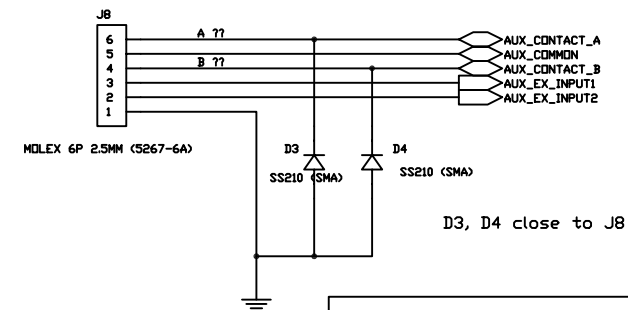 J8
6 A ?? AUX_CONTACT_A
5 AUX_COMMON
4 B ?? AUX_CONTACT_B
3 AUX_EX_INPUT1
2 AUX_EX_INPUT2
1
MOLEX 6P 2.5MM (5267-6A)
D3 D4
SS210 (SMA) SS210 (SMA)
D3, D4 close to J8